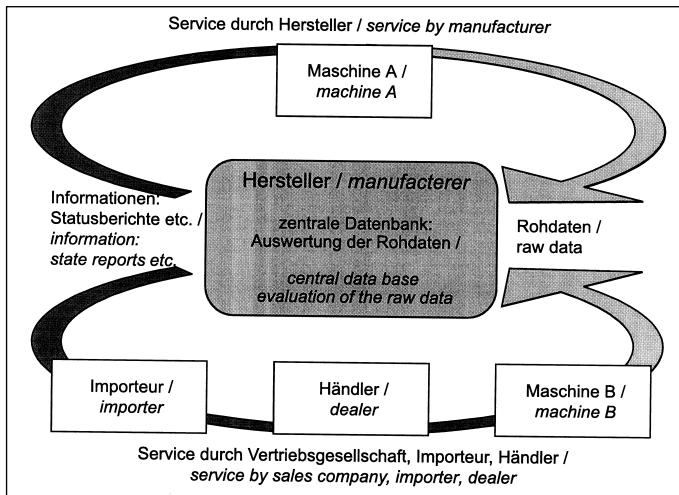 Service durch Hersteller / service by manufacturer
Maschine A /
machine A
Informationen:
Statusberichte etc. /
information:
state reports etc.
Hersteller / manufacterer
zentrale Datenbank:
Auswertung der Rohdaten /
central data base
evaluation of the raw data
Rohdaten /
raw data
Importeur /
importer
Händler /
dealer
Maschine B /
machine B
Service durch Vertriebsgesellschaft, Importeur, Händler /
service by sales company, importer, dealer